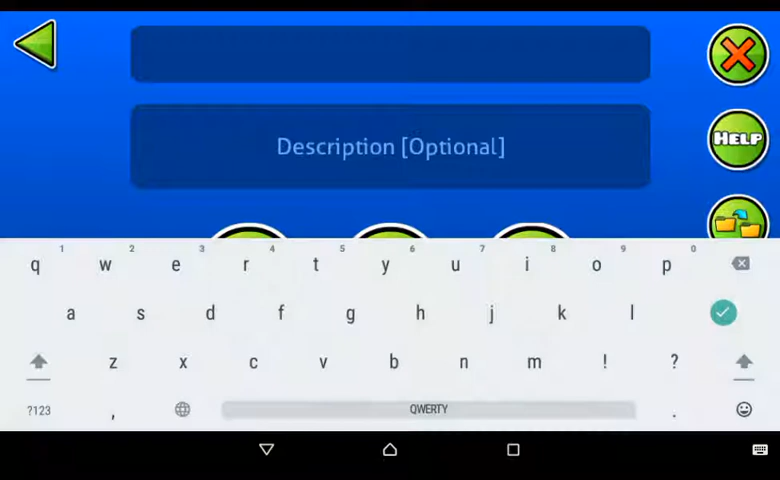 Description [Optional]
HELP
1 2 3 4 5 6 7 8 9 0
q w e r t y u i o p
a s d f g h j k l
z x c v b n m ! ?
?123 , QWERTY .